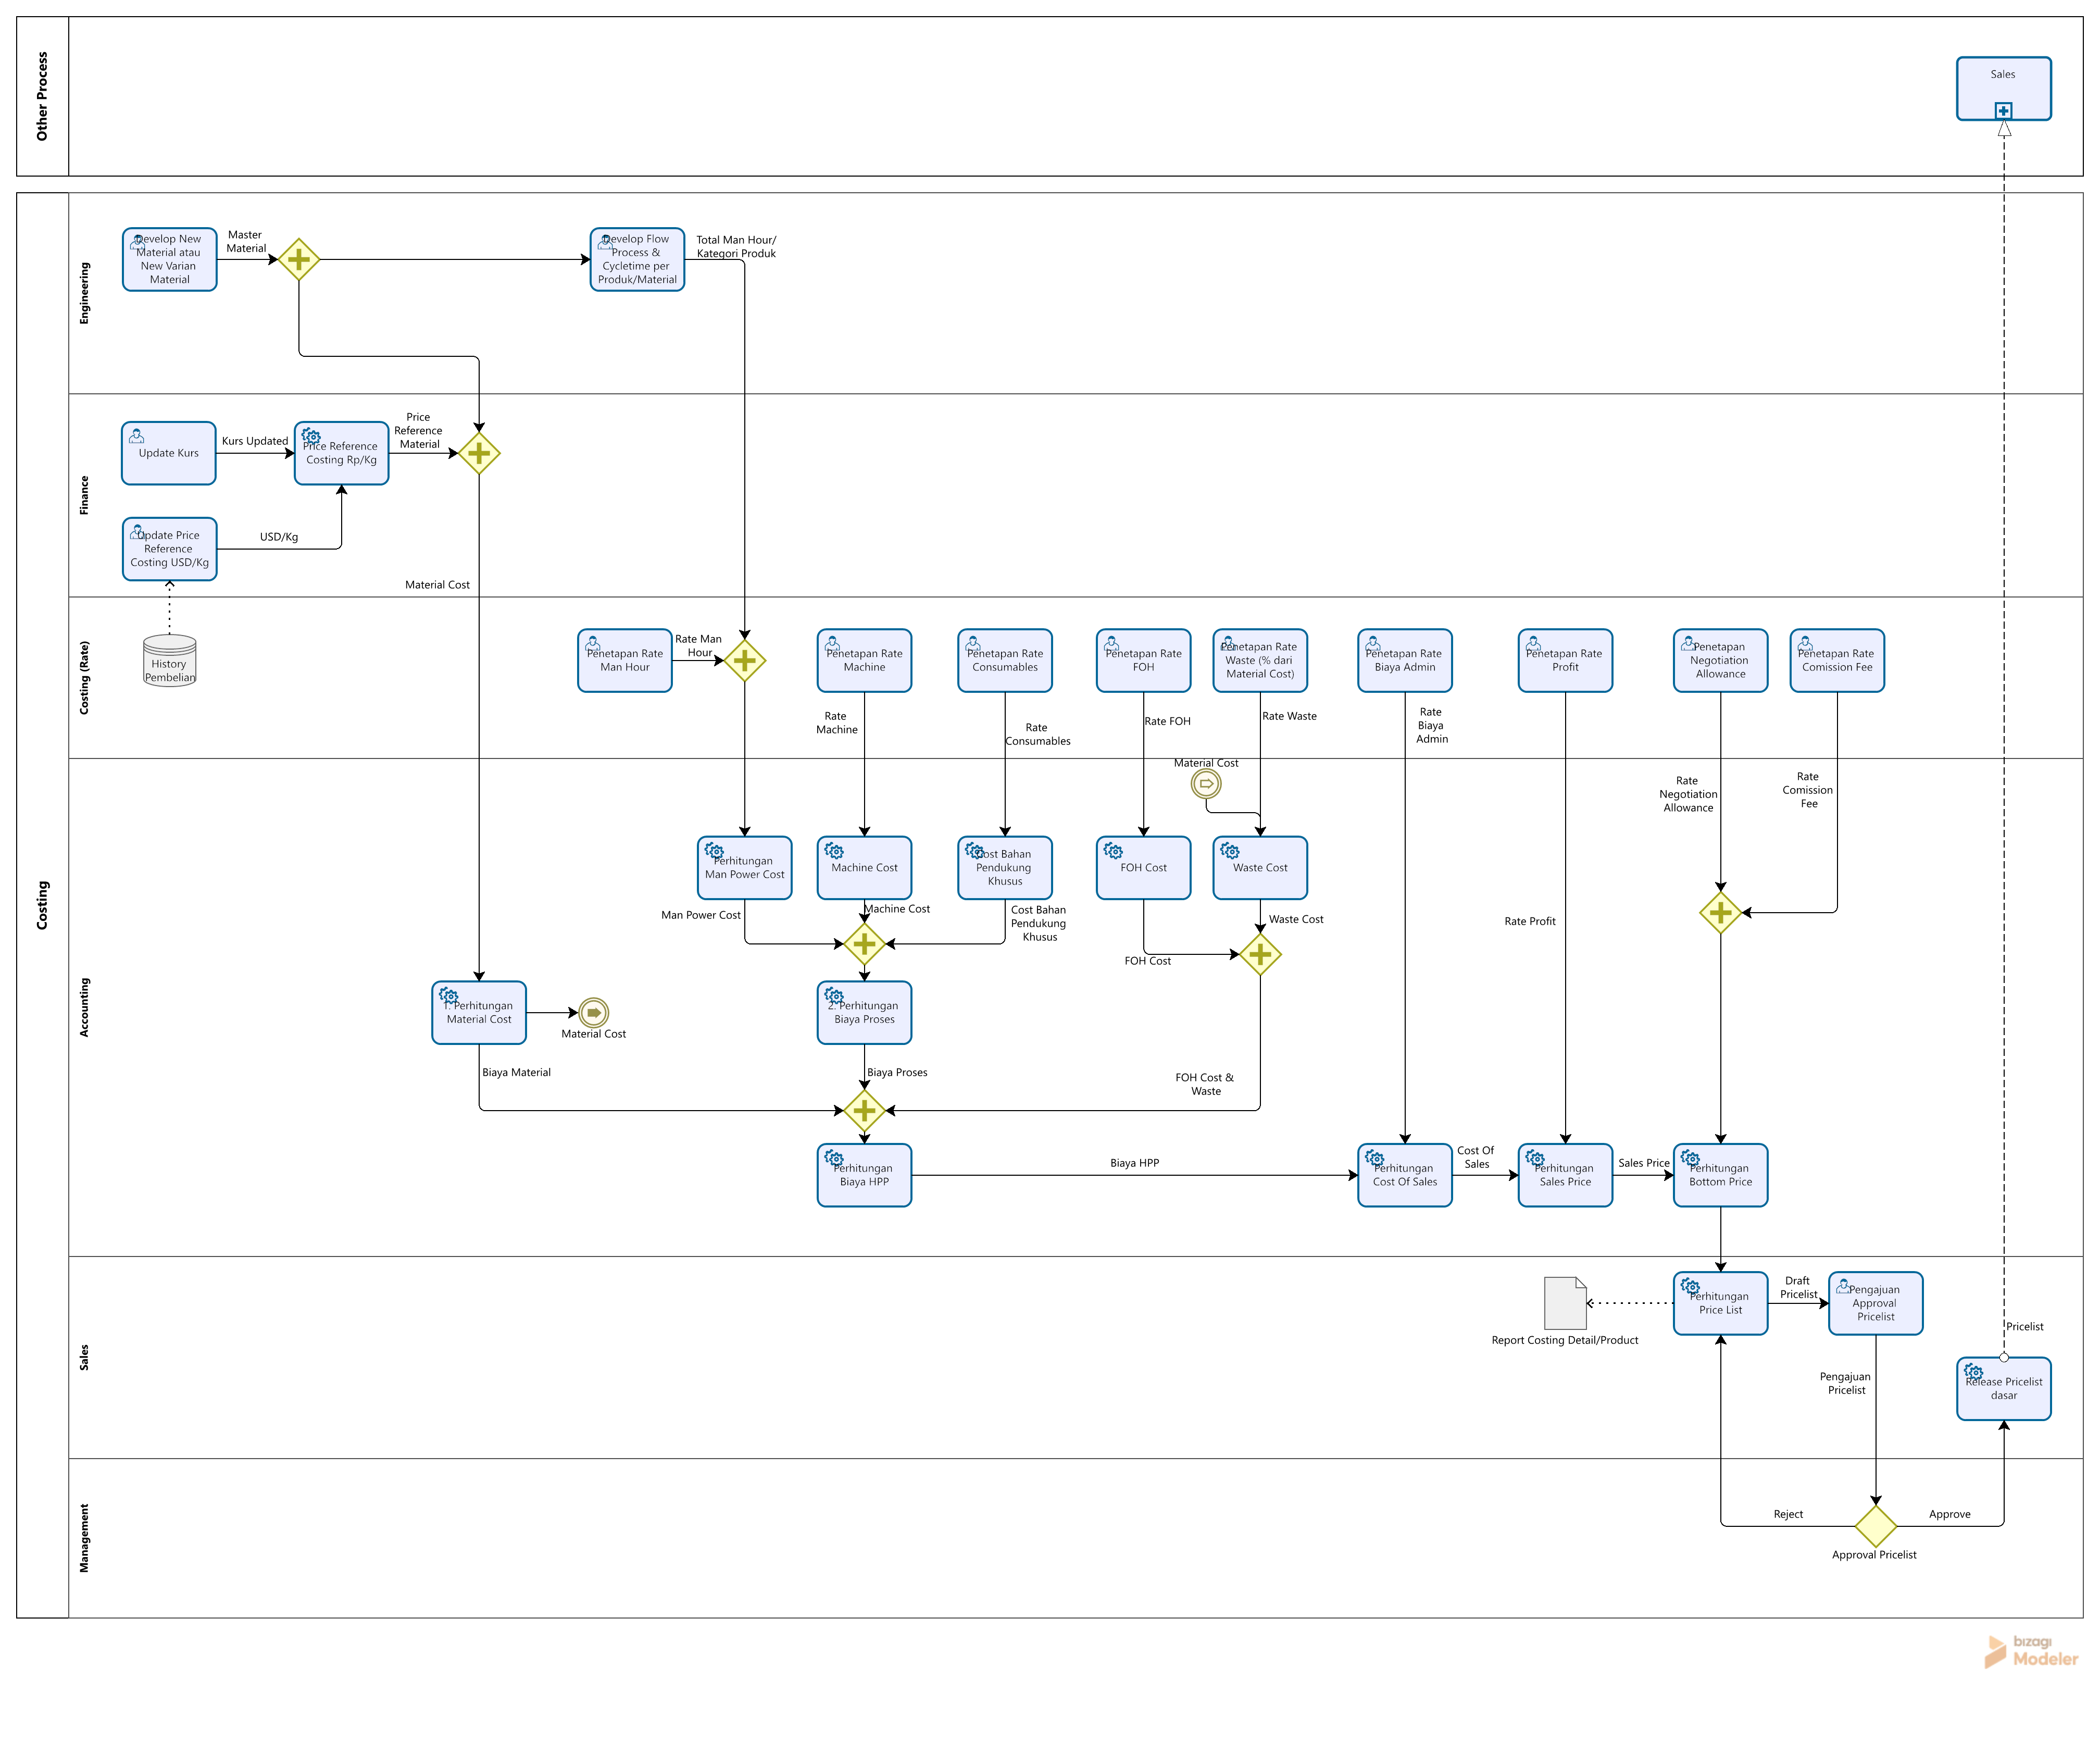 Other Process
Sales
Costing
Engineering
Develop New
Material atau
New Varian
Material
Master
Material
Develop Flow
Process &
Cycletime per
Produk/Material
Total Man Hour/
Kategori Produk
Finance
Update Kurs
Kurs Updated
Price Reference
Costing Rp/Kg
Price
Reference
Material
Update Price
Reference
Costing USD/Kg
USD/Kg
Material Cost
Costing (Rate)
History
Pembelian
Penetapan Rate
Man Hour
Rate Man
Hour
Penetapan Rate
Machine
Rate
Machine
Penetapan Rate
Consumables
Rate
Consumables
Penetapan Rate
FOH
Rate FOH
Penetapan Rate
Waste (% dari
Material Cost)
Rate Waste
Penetapan Rate
Biaya Admin
Rate
Biaya
Admin
Penetapan Rate
Profit
Penetapan
Negotiation
Allowance
Penetapan Rate
Comission Fee
Accounting
Material Cost
Rate
Negotiation
Allowance
Rate
Comission
Fee
Perhitungan
Man Power Cost
Machine Cost
Cost Bahan
Pendukung
Khusus
FOH Cost
Waste Cost
Man Power Cost
Machine Cost
Cost Bahan
Pendukung
Khusus
FOH Cost
Waste Cost
Rate Profit
1. Perhitungan
Material Cost
Material Cost
2. Perhitungan
Biaya Proses
Biaya Material
Biaya Proses
FOH Cost &
Waste
Perhitungan
Biaya HPP
Biaya HPP
Perhitungan
Cost Of Sales
Cost Of
Sales
Perhitungan
Sales Price
Sales Price
Perhitungan
Bottom Price
Sales
Report Costing Detail/Product
Perhitungan
Price List
Draft
Pricelist
Pengajuan
Approval
Pricelist
Pengajuan
Pricelist
Pricelist
Release Pricelist
dasar
Management
Reject
Approve
Approval Pricelist
bizagi
Modeler